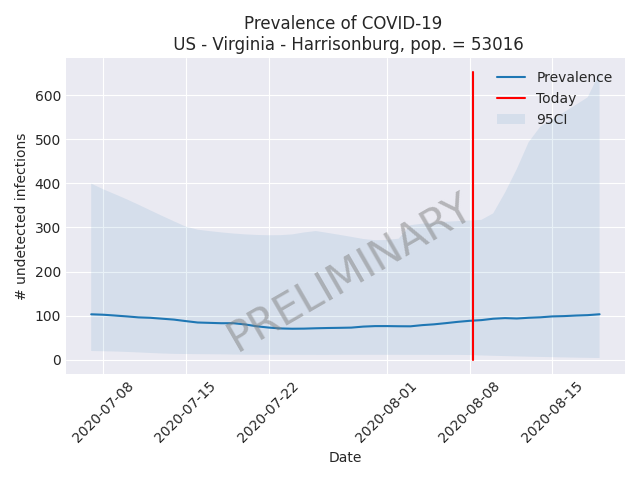 Prevalence of COVID-19
US - Virginia - Harrisonburg, pop. = 53016
Prevalence
Today
95CI
# undetected infections
600
500
400
300
200
100
0
PRELIMINARY
2020-07-08
2020-07-15
2020-07-22
2020-08-01
2020-08-08
2020-08-15
Date